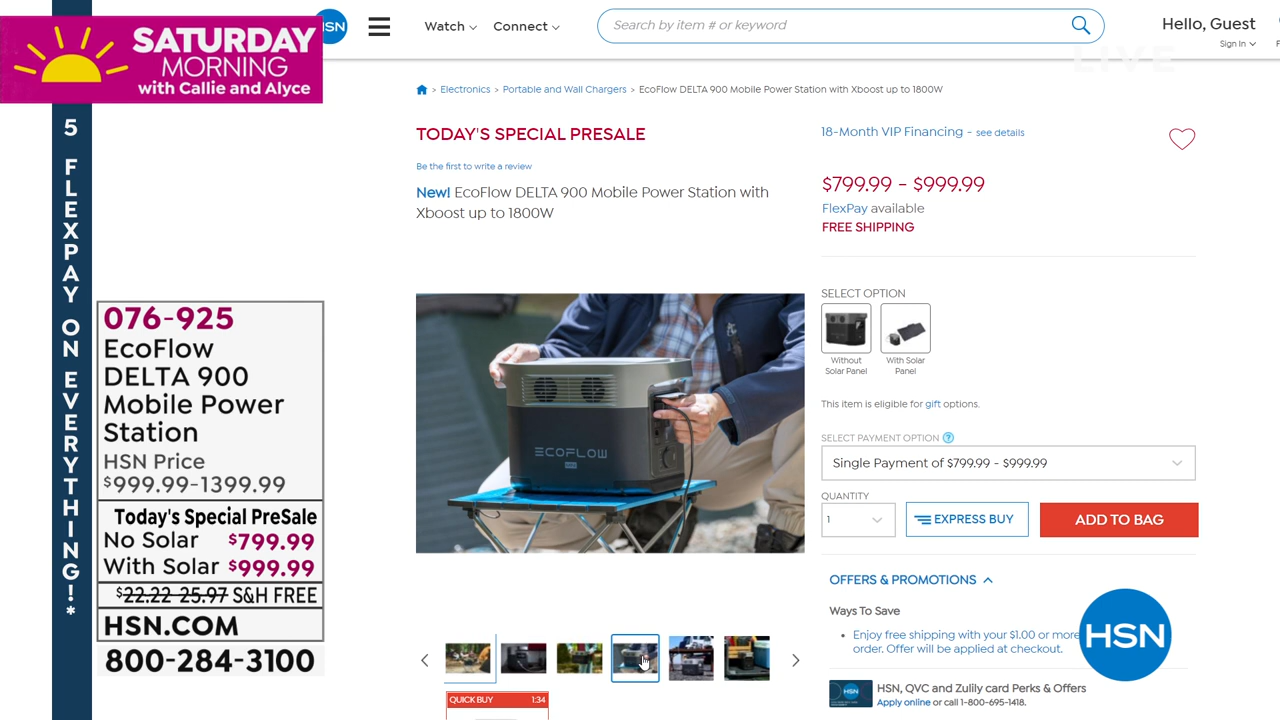 SATURDAY
MORNING
with Callie and Alyce
HSN
Watch
Connect
Search by item # or keyword
Hello, Guest
Sign In
LIVE
5 FLEXPAY ON EVERYTHING!*
Electronics > Portable and Wall Chargers > EcoFlow DELTA 900 Mobile Power Station with Xboost up to 1800W
TODAY'S SPECIAL PRESALE
Be the first to write a review
New! EcoFlow DELTA 900 Mobile Power Station with
Xboost up to 1800W
18-Month VIP Financing - see details
$799.99 - $999.99
FlexPay available
FREE SHIPPING
SELECT OPTION
Without
Solar Panel
With Solar
Panel
This item is eligible for gift options.
SELECT PAYMENT OPTION ?
Single Payment of $799.99 - $999.99
QUANTITY
1
EXPRESS BUY
ADD TO BAG
OFFERS & PROMOTIONS
Ways To Save
• Enjoy free shipping with your $1.00 or more
order. Offer will be applied at checkout.
HSN
HSN
HSN, QVC and Zulily card Perks & Offers
Apply online or call 1-800-695-1418.
ECOFLOW
QUICK BUY 1:34
076-925
EcoFlow
DELTA 900
Mobile Power
Station
HSN Price
$999.99-1399.99
Today's Special PreSale
No Solar $799.99
With Solar $999.99
$22.22-25.97 S&H FREE
HSN.COM
800-284-3100